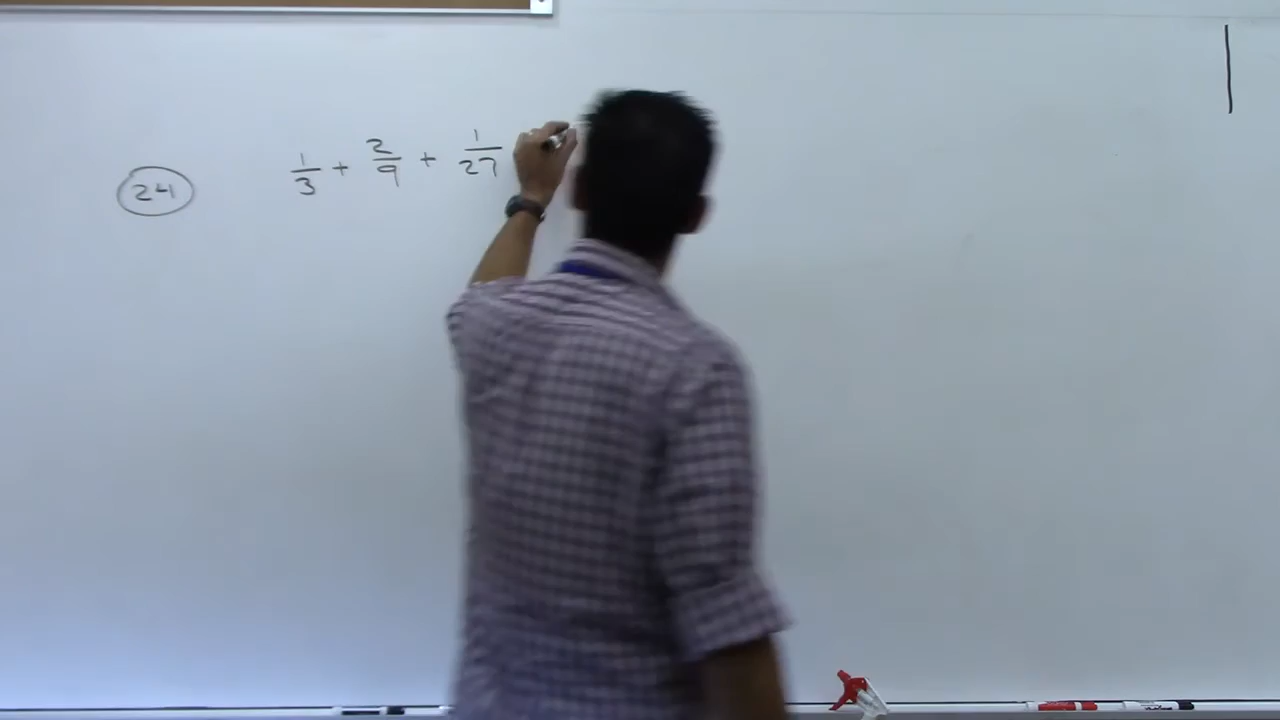 24 1/3 + 2/9 + 1/27